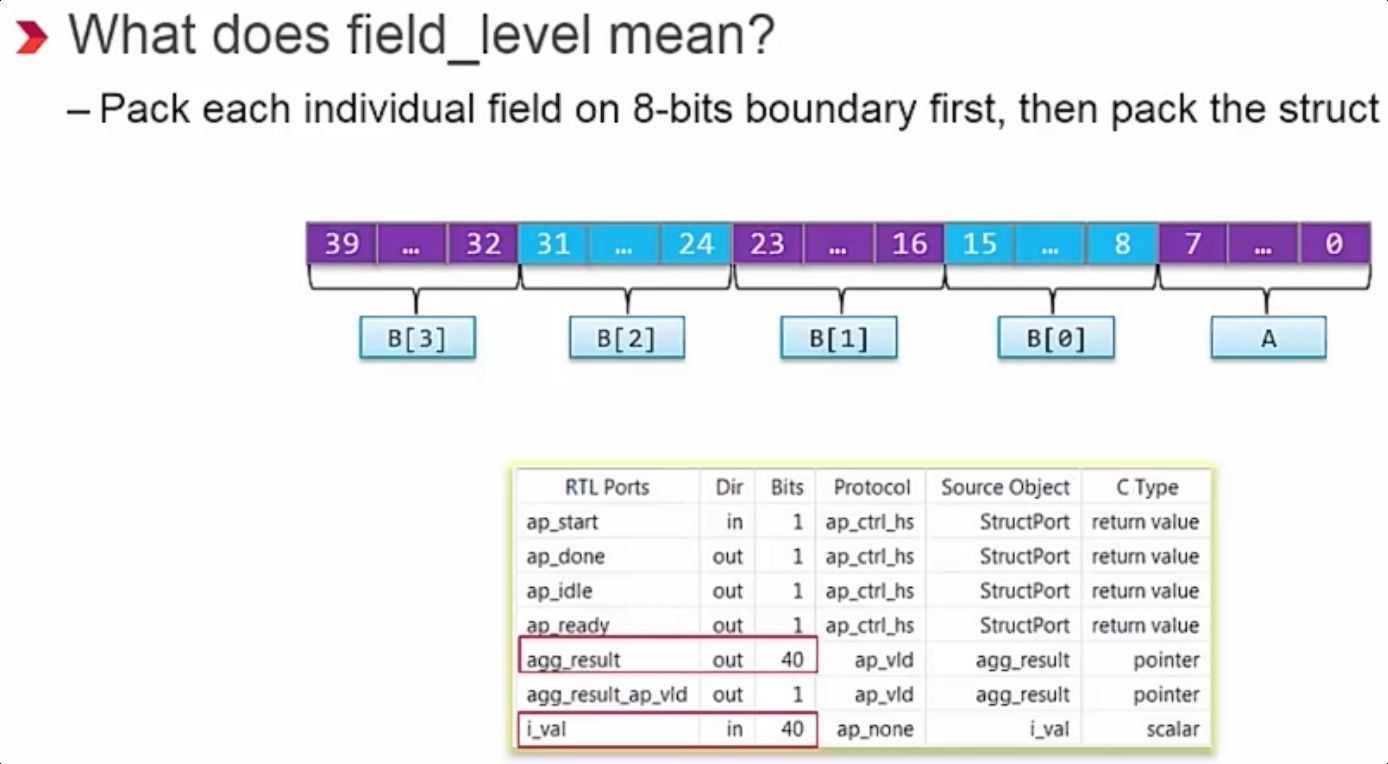 What does field_level mean?
– Pack each individual field on 8-bits boundary first, then pack the struct
39 … 32 31 … 24 23 … 16 15 … 8 7 … 0
B[3] B[2] B[1] B[0] A
RTL Ports Dir Bits Protocol Source Object C Type
ap_start in 1 ap_ctrl_hs StructPort return value
ap_done out 1 ap_ctrl_hs StructPort return value
ap_idle out 1 ap_ctrl_hs StructPort return value
ap_ready out 1 ap_ctrl_hs StructPort return value
agg_result out 40 ap_vld agg_result pointer
agg_result_ap_vld out 1 ap_vld agg_result pointer
i_val in 40 ap_none i_val scalar